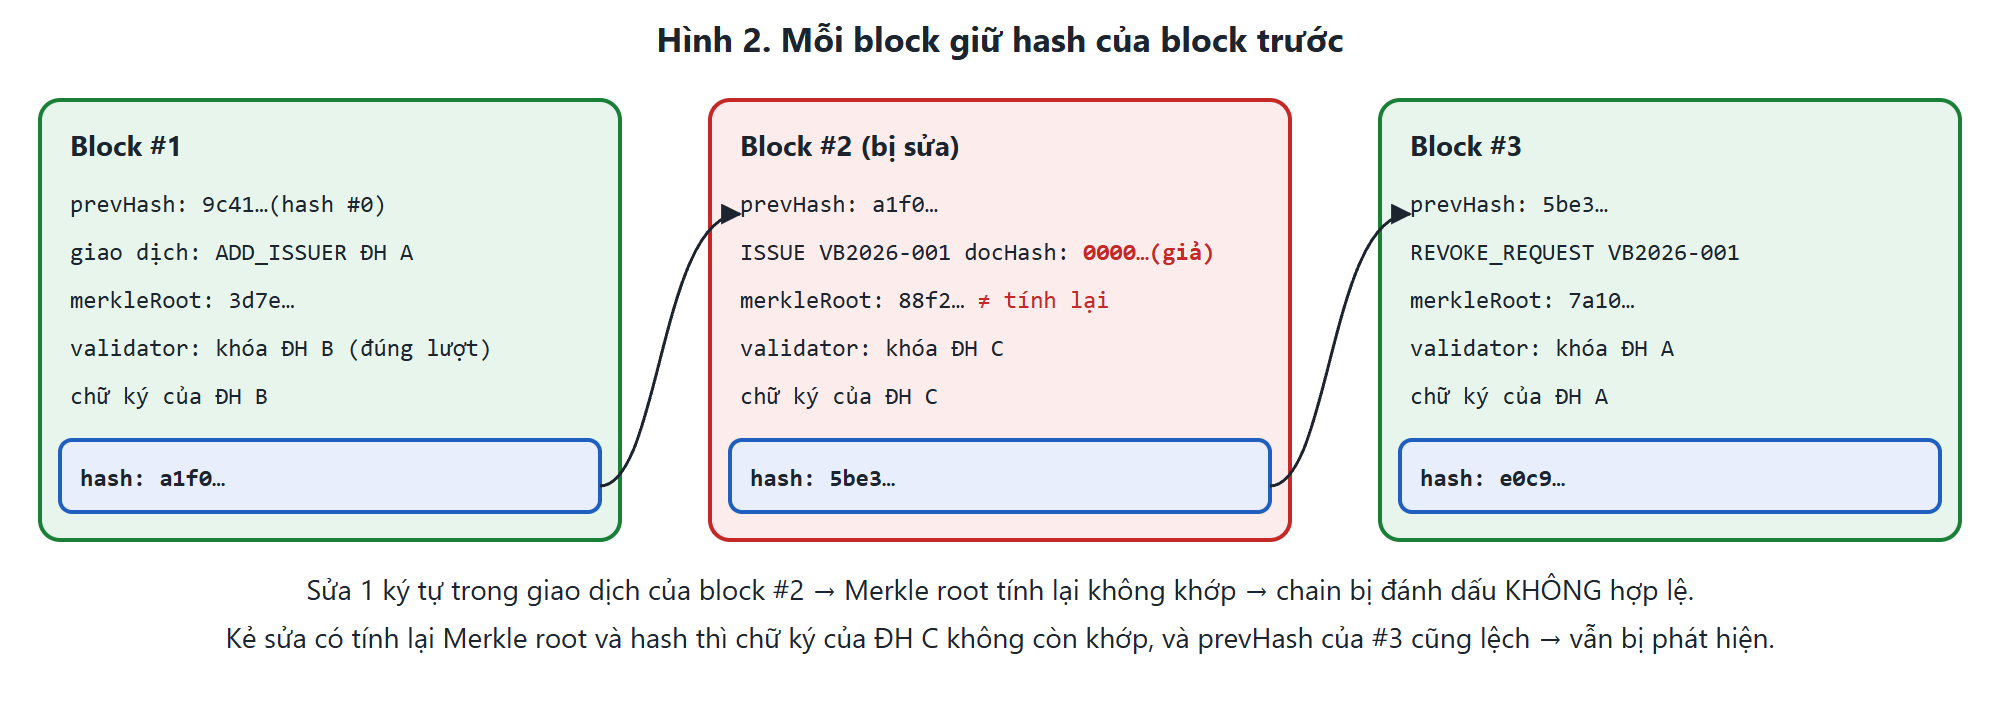 Hình 2. Mỗi block giữ hash của block trước
Block #1
prevHash: 9c41…(hash #0)
giao dịch: ADD_ISSUER ĐH A
merkleRoot: 3d7e…
validator: khóa ĐH B (đúng lượt)
chữ ký của ĐH B
hash: a1f0…
Block #2 (bị sửa)
prevHash: a1f0…
ISSUE VB2026-001 docHash: 0000…(giả)
merkleRoot: 88f2… ≠ tính lại
validator: khóa ĐH C
chữ ký của ĐH C
hash: 5be3…
Block #3
prevHash: 5be3…
REVOKE_REQUEST VB2026-001
merkleRoot: 7a10…
validator: khóa ĐH A
chữ ký của ĐH A
hash: e0c9…
Sửa 1 ký tự trong giao dịch của block #2 → Merkle root tính lại không khớp → chain bị đánh dấu KHÔNG hợp lệ.
Kẻ sửa có tính lại Merkle root và hash thì chữ ký của ĐH C không còn khớp, và prevHash của #3 cũng lệch → vẫn bị phát hiện.